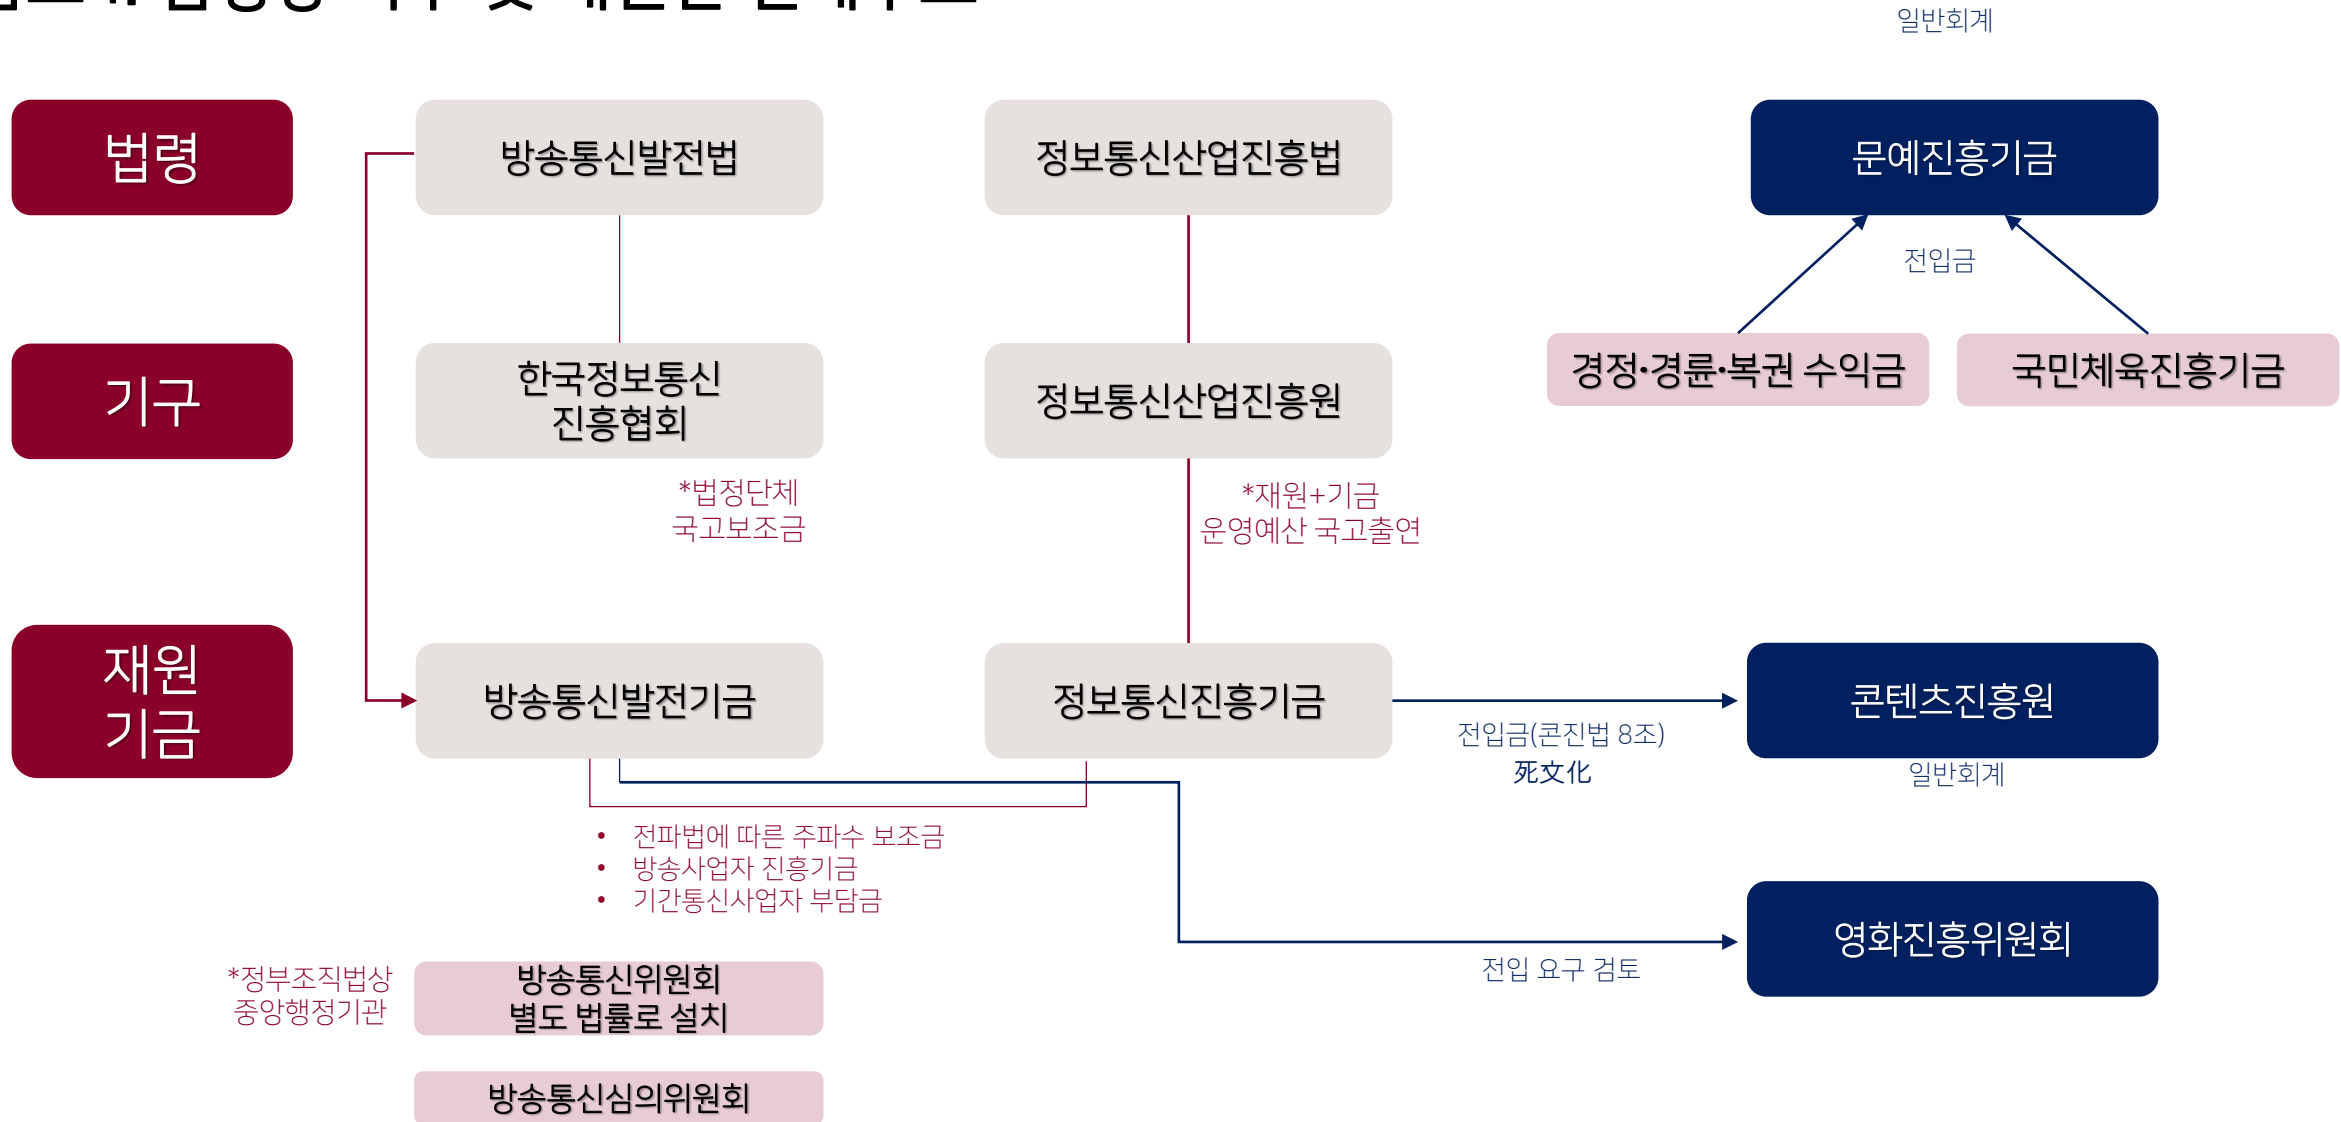 일반회계
법령
방송통신발전법
정보통신산업진흥법
문예진흥기금
전입금
기구
한국정보통신
진흥협회
정보통신산업진흥원
경정•경륜•복권 수익금
국민체육진흥기금
*법정단체
국고보조금
*재원+기금
운영예산 국고출연
재원
기금
방송통신발전기금
정보통신진흥기금
콘텐츠진흥원
전입금(콘진법 8조)
死文化
일반회계
• 전파법에 따른 주파수 보조금
• 방송사업자 진흥기금
• 기간통신사업자 부담금
영화진흥위원회
전입 요구 검토
*정부조직법상
중앙행정기관
방송통신위원회
별도 법률로 설치
방송통신심의위원회